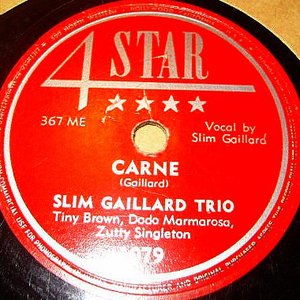 4 STAR
367 ME
Vocal by
Slim Gaillard
CARNE
(Gaillard)
SLIM GAILLARD TRIO
Tiny Brown, Dodo Marmarosa,
Zutty Singleton
79